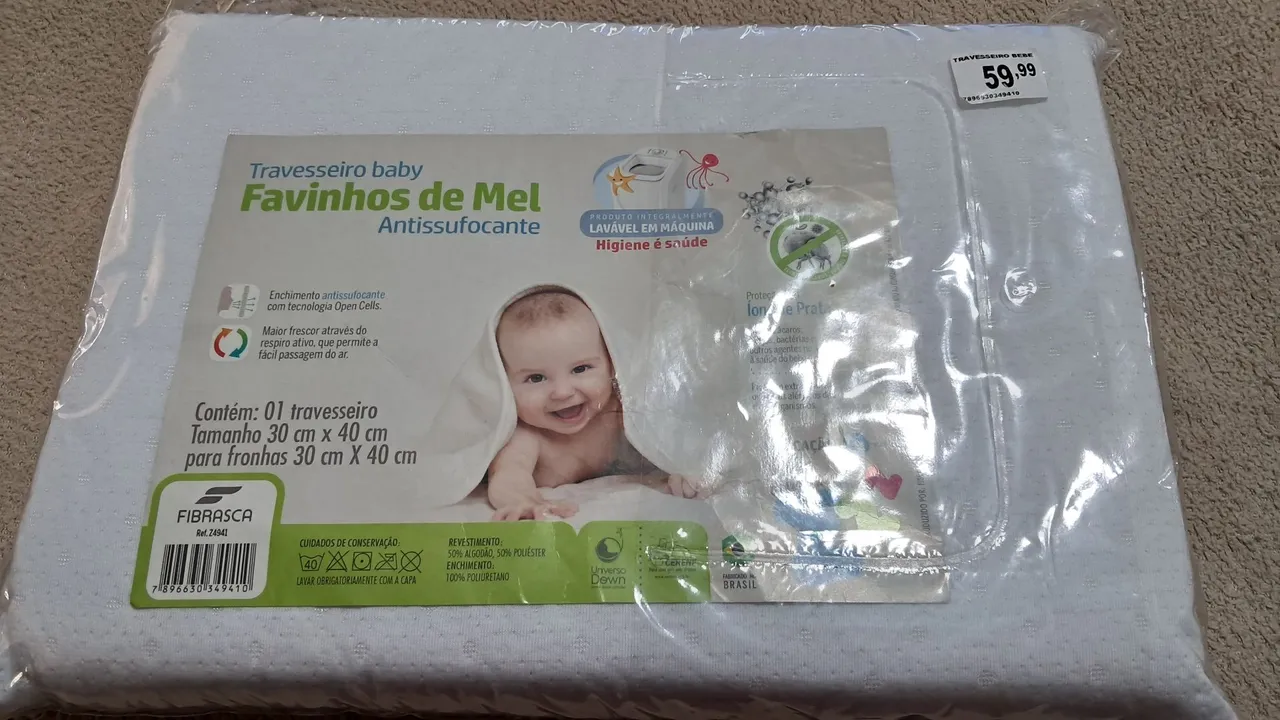 TRAVESSEIRO BEBE
59,99
7896630349410
Travesseiro baby
Favinhos de Mel
Antissufocante
PRODUTO INTEGRALMENTE
LAVÁVEL EM MÁQUINA
Higiene é saúde
Enchimento antissufocante
com tecnologia Open Cells.
Maior frescor através do
respiro ativo, que permite a
fácil passagem do ar.
Contém: 01 travesseiro
Tamanho 30 cm x 40 cm
para fronhas 30 cm X 40 cm
FIBRASCA
Ref. Z4941
7 896630 349410
CUIDADOS DE CONSERVAÇÃO:
40
LAVAR OBRIGATORIAMENTE COM A CAPA
REVESTIMENTO:
50% ALGODÃO, 50% POLIÉSTER
ENCHIMENTO:
100% POLIURETANO
Universo
Down
FABRICADO
BRASIL